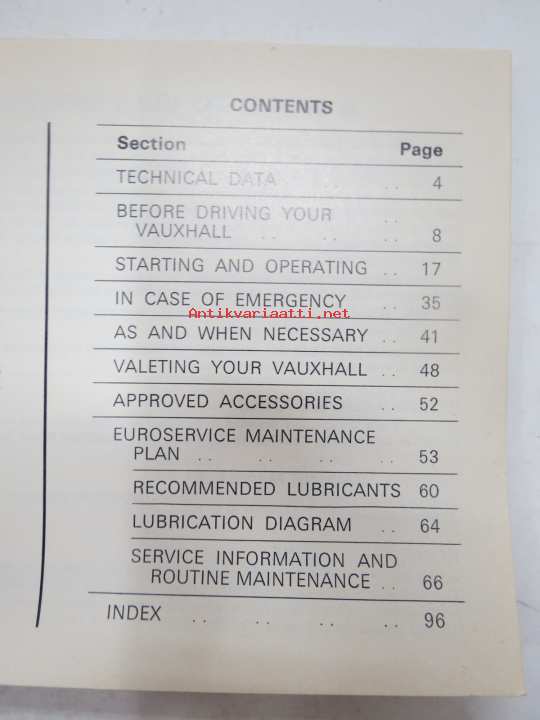 CONTENTS
Section Page
TECHNICAL DATA . . . . 4
BEFORE DRIVING YOUR . .
VAUXHALL . . . . . . 8
STARTING AND OPERATING . . 17
IN CASE OF EMERGENCY . . 35
Antikvariaatti.net
AS AND WHEN NECESSARY . . 41
VALETING YOUR VAUXHALL . . 48
APPROVED ACCESSORIES . . 52
EUROSERVICE MAINTENANCE
PLAN . . . . . . . . 53
RECOMMENDED LUBRICANTS 60
LUBRICATION DIAGRAM . . 64
SERVICE INFORMATION AND
ROUTINE MAINTENANCE . . 66
INDEX . . . . . . . . 96